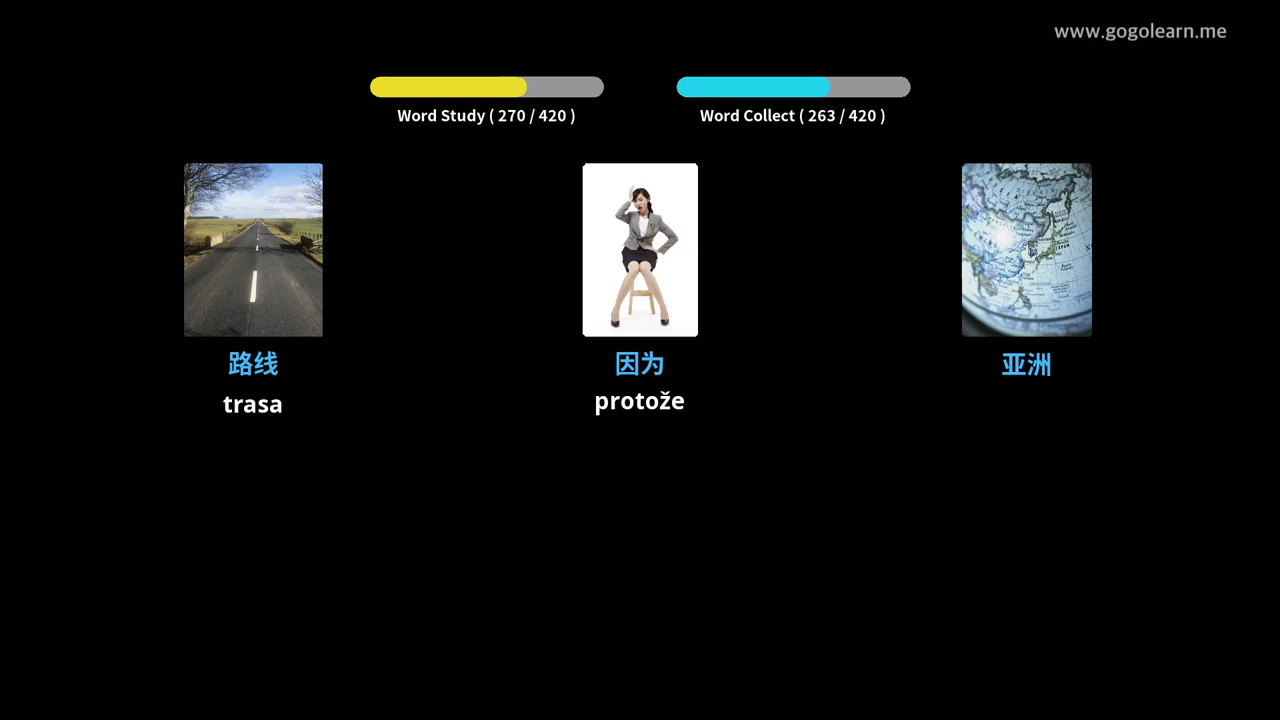 www.gogolearn.me
Word Study ( 270 / 420 )
Word Collect ( 263 / 420 )
路线
因为
亚洲
trasa
protože
JAPAN